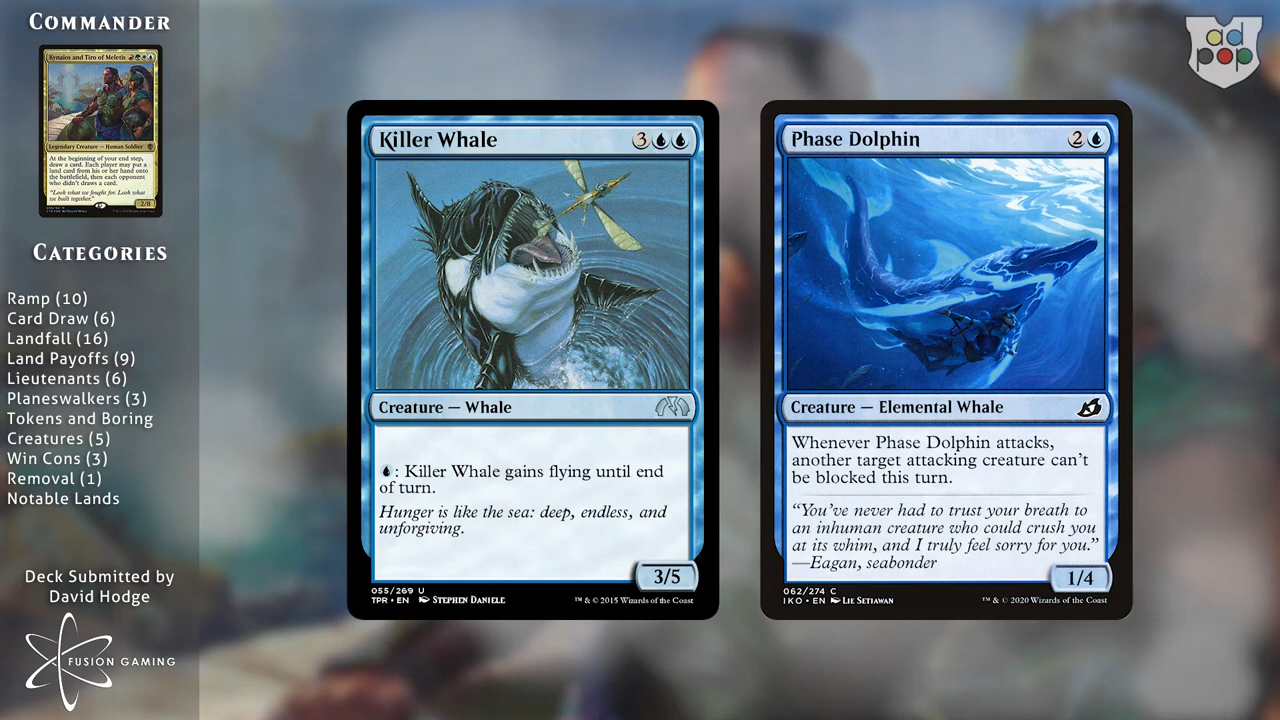 COMMANDER
Kynaios and Tiro of Meletis
Legendary Creature — Human Soldier
At the beginning of your end step,
draw a card. Each player may put a
land card from his or her hand onto
the battlefield, then each opponent
who didn't draws a card.
"Look what we fought for. Look what
we built together."
2/8
CATEGORIES
Ramp (10)
Card Draw (6)
Landfall (16)
Land Payoffs (9)
Lieutenants (6)
Planeswalkers (3)
Tokens and Boring
Creatures (5)
Win Cons (3)
Removal (1)
Notable Lands
Deck Submitted by
David Hodge
FUSION GAMING
Killer Whale
3
Creature — Whale
: Killer Whale gains flying until end
of turn.
Hunger is like the sea: deep, endless, and
unforgiving.
3/5
055/269 U
TPR • EN STEPHEN DANIELE
™ & © 2015 Wizards of the Coast
Phase Dolphin
2
Creature — Elemental Whale
Whenever Phase Dolphin attacks,
another target attacking creature can't
be blocked this turn.
"You've never had to trust your breath to
an inhuman creature who could crush you
at its whim, and I truly feel sorry for you."
—Eagan, seabonder
1/4
062/274 C
IKO • EN LIE SETIAWAN
™ & © 2020 Wizards of the Coast
ad
pop